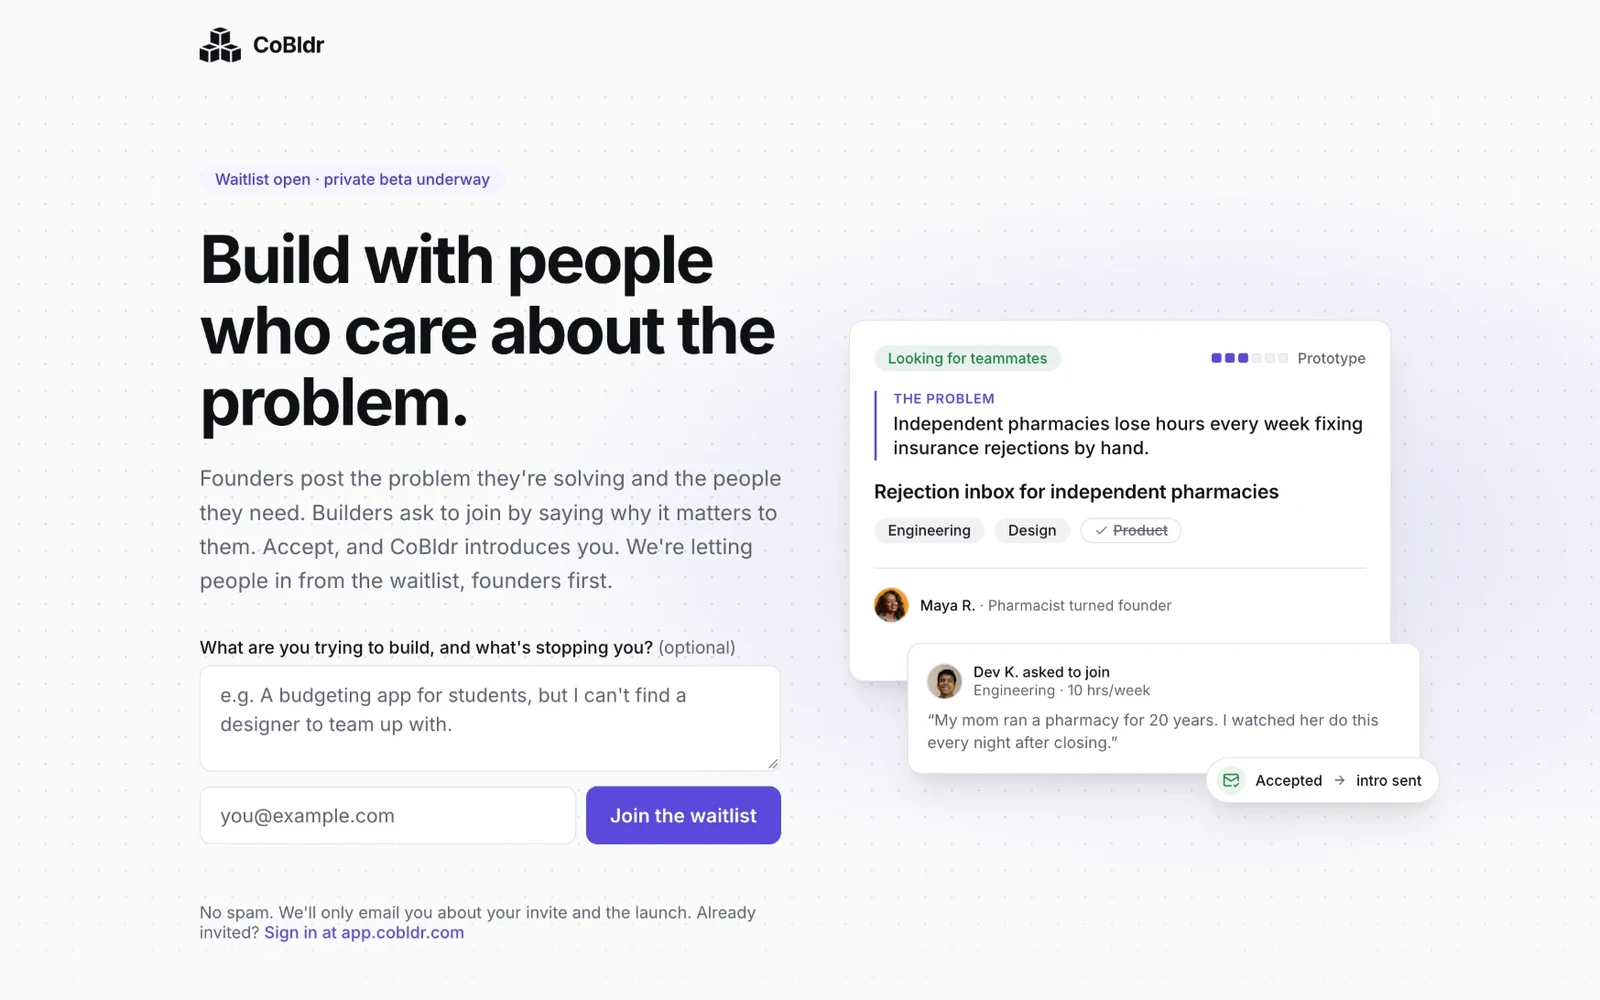 CoBldr
Waitlist open · private beta underway
Build with people
who care about the
problem.
Founders post the problem they're solving and the people
they need. Builders ask to join by saying why it matters to
them. Accept, and CoBldr introduces you. We're letting
people in from the waitlist, founders first.
What are you trying to build, and what's stopping you? (optional)
e.g. A budgeting app for students, but I can't find a
designer to team up with.
you@example.com
Join the waitlist
No spam. We'll only email you about your invite and the launch. Already
invited? Sign in at app.cobldr.com
Looking for teammates
Prototype
THE PROBLEM
Independent pharmacies lose hours every week fixing
insurance rejections by hand.
Rejection inbox for independent pharmacies
Engineering
Design
Product
Maya R. · Pharmacist turned founder
Dev K. asked to join
Engineering · 10 hrs/week
“My mom ran a pharmacy for 20 years. I watched her do this
every night after closing.”
Accepted → intro sent